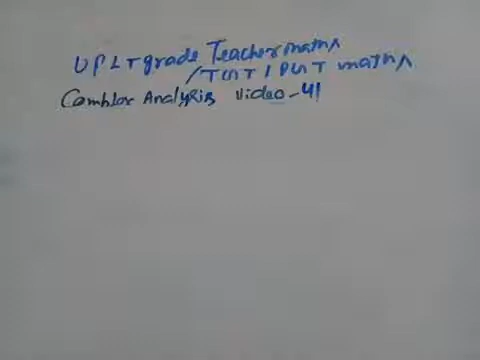 UP LT grade Teacher maths
/TGT / PGT maths
Complex Analysis video - 41